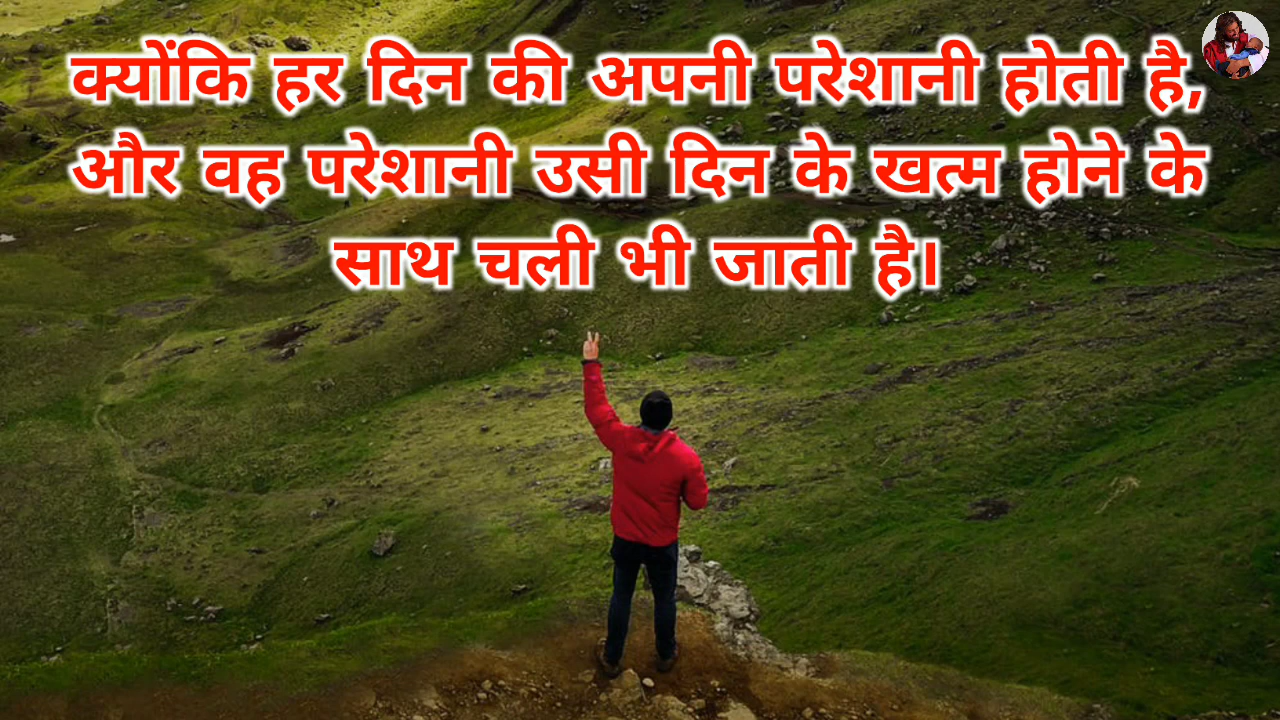 क्योंकि हर दिन की अपनी परेशानी होती है,
और वह परेशानी उसी दिन के खत्म होने के
साथ चली भी जाती है।